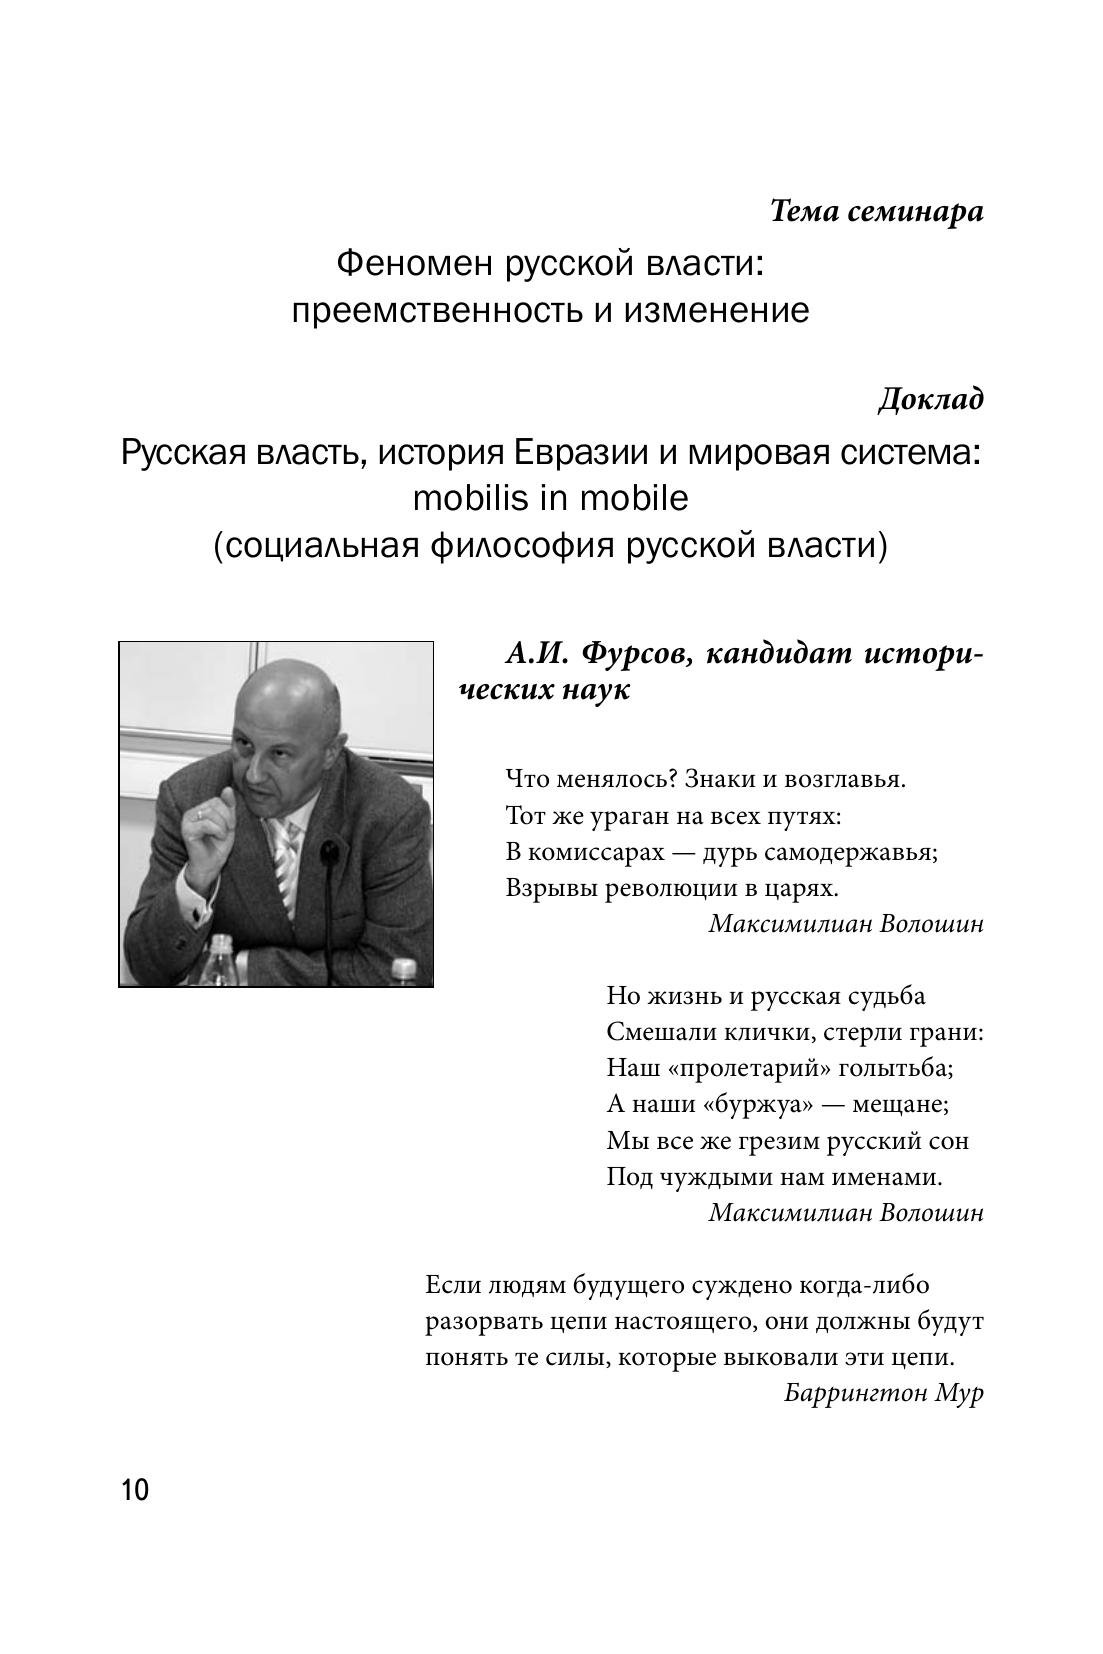 Тема семинара
Феномен русской власти:
преемственность и изменение
Доклад
Русская власть, история Евразии и мировая система:
mobilis in mobile
(социальная философия русской власти)
А.И. Фурсов, кандидат истори-
ческих наук
Что менялось? Знаки и возглавья.
Тот же ураган на всех путях:
В комиссарах — дурь самодержавья;
Взрывы революции в царях.
Максимилиан Волошин
Но жизнь и русская судьба
Смешали клички, стерли грани:
Наш «пролетарий» голытьба;
А наши «буржуа» — мещане;
Мы все же грезим русский сон
Под чуждыми нам именами.
Максимилиан Волошин
Если людям будущего суждено когда-либо
разорвать цепи настоящего, они должны будут
понять те силы, которые выковали эти цепи.
Баррингтон Мур
10